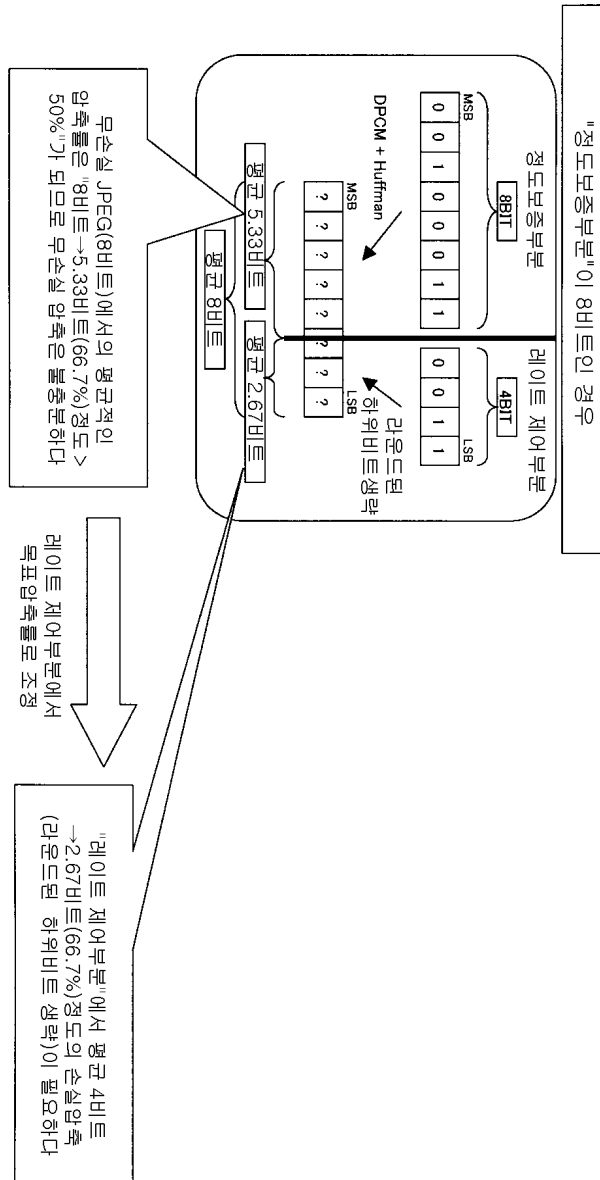 "정도보증부분"이 8비트인 경우
정도보증부분
레이트 제어부분
8BIT
4BIT
MSB
LSB
0 0 1 0 0 0 1 1
0 0 1 1
DPCM + Huffman
라운드된
하위비트생략
MSB
LSB
? ? ? ? ? ? ? ?
평균 5.33비트
평균 2.67비트
평균 8비트
무손실 JPEG(8비트)에서의 평균적인
압축률은 "8비트→5.33비트(66.7%)정도>
50%"가 되므로 무손실 압축은 불충분하다
레이트 제어부분에서
목표압축률로 조정
"레이트 제어부분"에서 평균 4비트
→2.67비트(66.7%)정도의 손실압축
(라운드된 하위비트 생략)이 필요하다